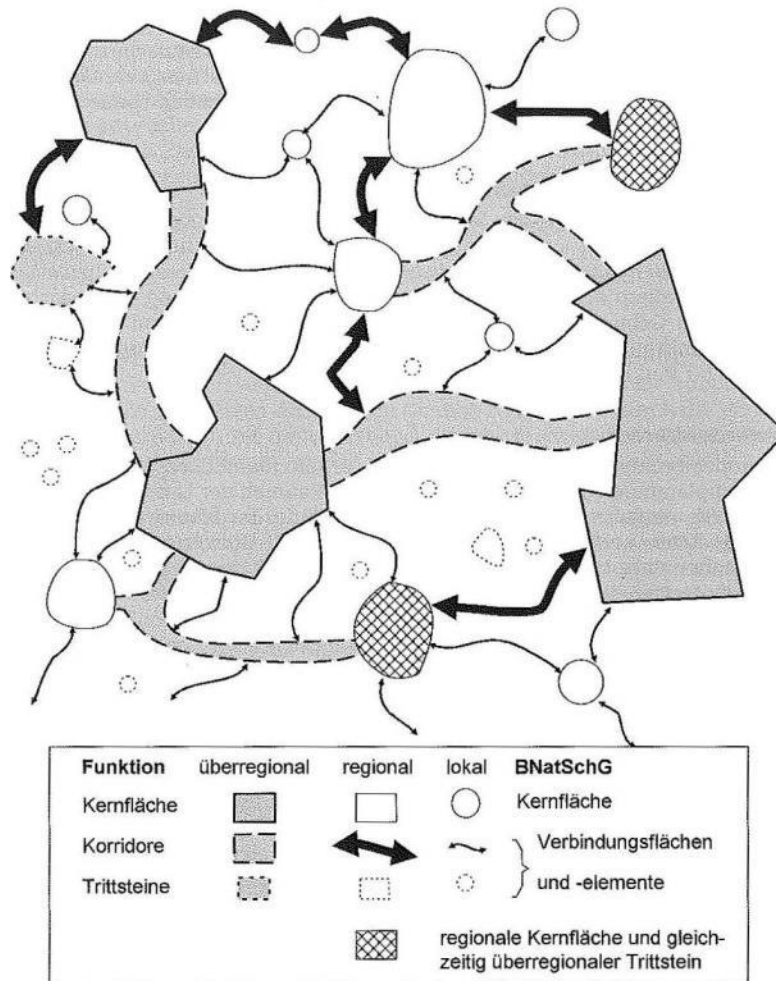 Funktion überregional regional lokal BNatSchG
Kernfläche Kernfläche
Korridore Verbindungsflächen
Trittsteine und -elemente
regionale Kernfläche und gleich-
zeitig überregionaler Trittstein